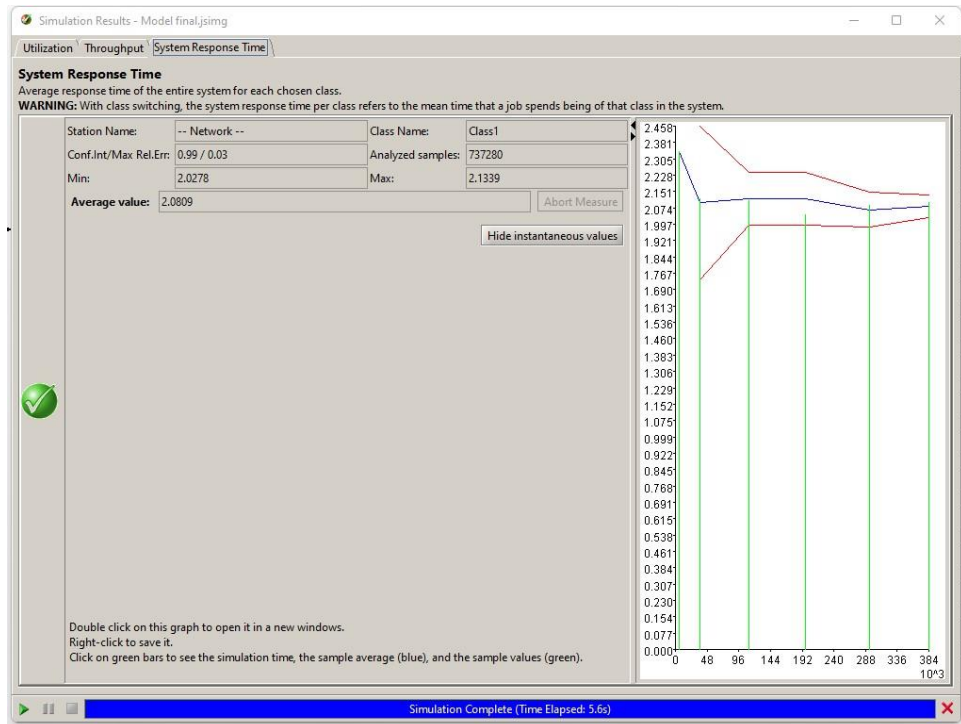 Simulation Results - Model final.jsimg
Utilization Throughput System Response Time
System Response Time
Average response time of the entire system for each chosen class.
WARNING: With class switching, the system response time per class refers to the mean time that a job spends being of that class in the system.
Station Name: -- Network -- Class Name: Class1
Conf.Int/Max Rel.Err: 0.99 / 0.03 Analyzed samples: 737280
Min: 2.0278 Max: 2.1339
Average value: 2.0809 Abort Measure
Hide instantaneous values
Double click on this graph to open it in a new windows.
Right-click to save it.
Click on green bars to see the simulation time, the sample average (blue), and the sample values (green).
2.458
2.381
2.305
2.228
2.151
2.074
1.997
1.921
1.844
1.767
1.690
1.613
1.536
1.460
1.383
1.306
1.229
1.152
1.075
0.999
0.922
0.845
0.768
0.691
0.615
0.538
0.461
0.384
0.307
0.230
0.154
0.077
0.000
0 48 96 144 192 240 288 336 384
10^3
Simulation Complete (Time Elapsed: 5.6s)